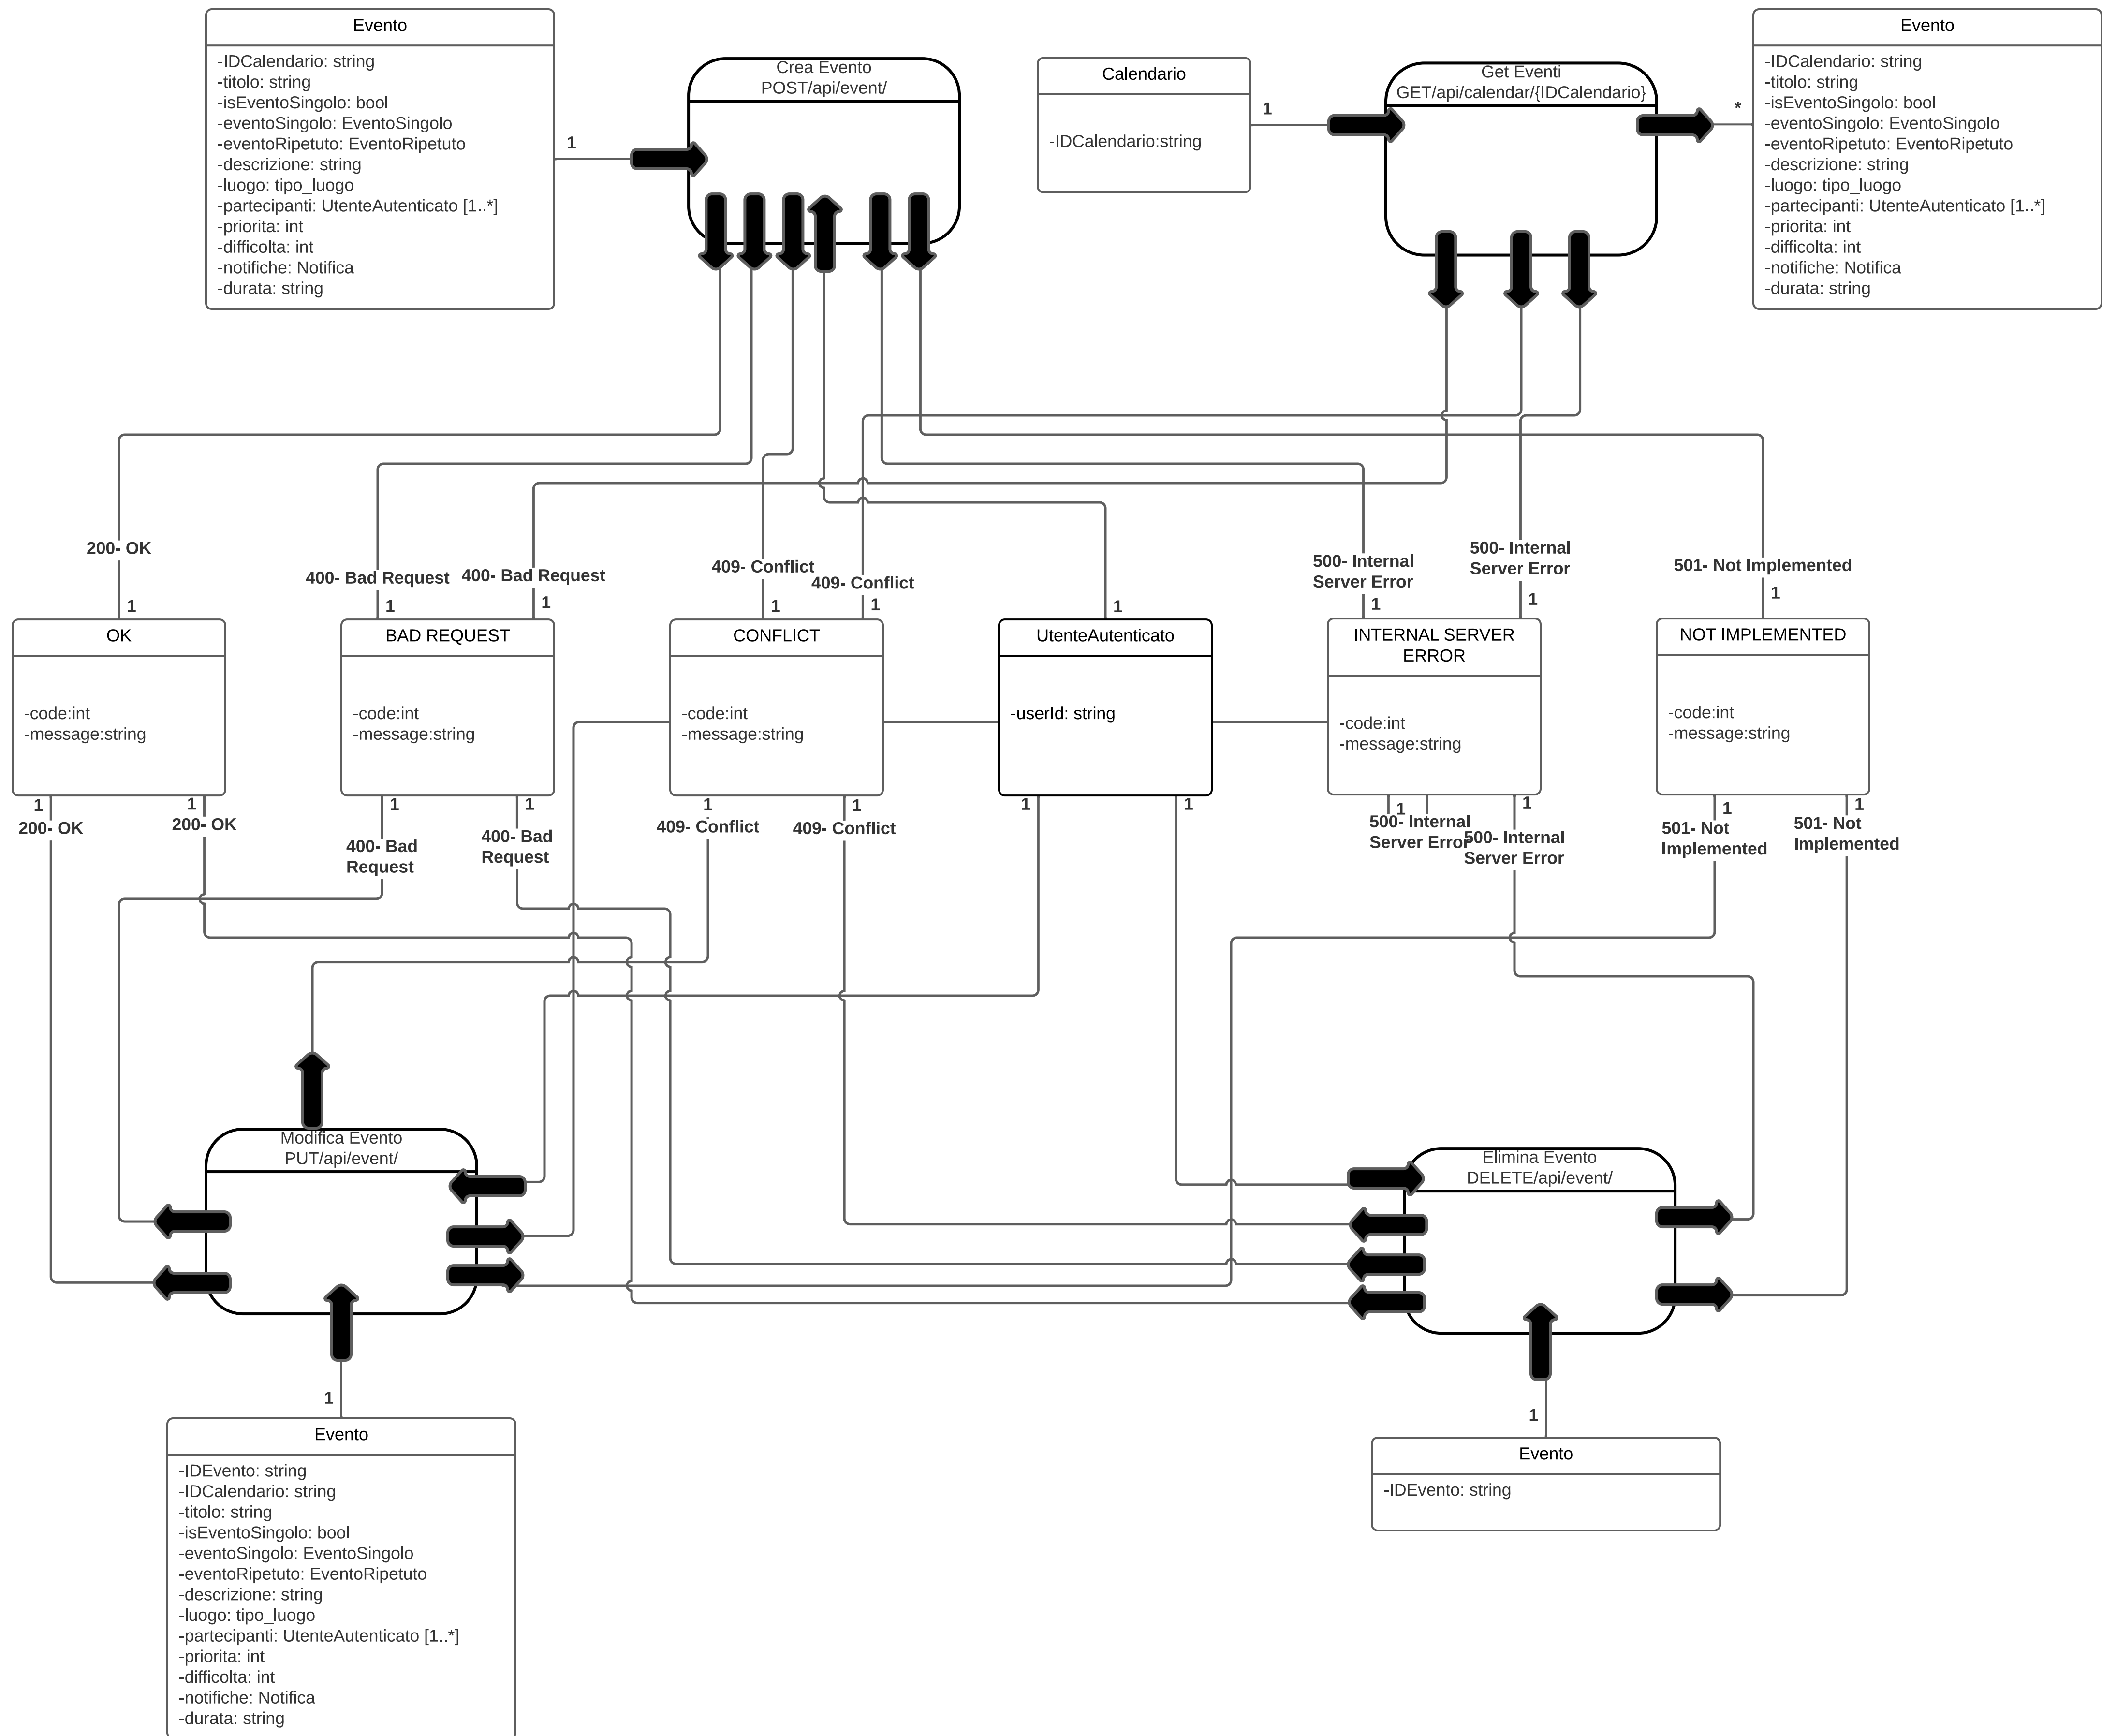 Evento
-IDCalendario: string
-titolo: string
-isEventoSingolo: bool
-eventoSingolo: EventoSingolo
-eventoRipetuto: EventoRipetuto
-descrizione: string
-luogo: tipo_luogo
-partecipanti: UtenteAutenticato [1..*]
-priorita: int
-difficolta: int
-notifiche: Notifica
-durata: string
1
Crea Evento
POST/api/event/
Calendario
-IDCalendario:string
1
Get Eventi
GET/api/calendar/{IDCalendario}
*
Evento
-IDCalendario: string
-titolo: string
-isEventoSingolo: bool
-eventoSingolo: EventoSingolo
-eventoRipetuto: EventoRipetuto
-descrizione: string
-luogo: tipo_luogo
-partecipanti: UtenteAutenticato [1..*]
-priorita: int
-difficolta: int
-notifiche: Notifica
-durata: string
200- OK
1
400- Bad Request
1
400- Bad Request
1
409- Conflict
1
409- Conflict
1
1
500- Internal
Server Error
1
500- Internal
Server Error
1
501- Not Implemented
1
OK
-code:int
-message:string
BAD REQUEST
-code:int
-message:string
CONFLICT
-code:int
-message:string
UtenteAutenticato
-userId: string
INTERNAL SERVER
ERROR
-code:int
-message:string
NOT IMPLEMENTED
-code:int
-message:string
1
200- OK
1
200- OK
1
400- Bad
Request
1
400- Bad
Request
1
409- Conflict
1
409- Conflict
1
1
1
500- Internal
Server Error
1
500- Internal
Server Error
1
501- Not
Implemented
1
501- Not
Implemented
Modifica Evento
PUT/api/event/
Elimina Evento
DELETE/api/event/
1
Evento
-IDEvento: string
-IDCalendario: string
-titolo: string
-isEventoSingolo: bool
-eventoSingolo: EventoSingolo
-eventoRipetuto: EventoRipetuto
-descrizione: string
-luogo: tipo_luogo
-partecipanti: UtenteAutenticato [1..*]
-priorita: int
-difficolta: int
-notifiche: Notifica
-durata: string
1
Evento
-IDEvento: string